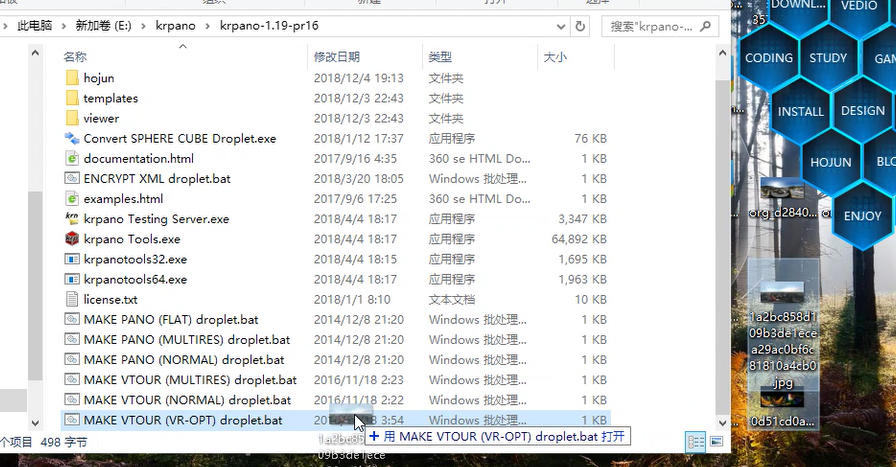 此电脑 > 新加卷 (E:) > krpano > krpano-1.19-pr16
搜索"krpano-...
名称 修改日期 类型 大小
hojun 2018/12/4 19:13 文件夹
templates 2018/12/3 22:43 文件夹
viewer 2018/12/3 22:43 文件夹
Convert SPHERE CUBE Droplet.exe 2018/1/12 17:37 应用程序 76 KB
documentation.html 2017/9/16 4:35 360 se HTML Do... 1 KB
ENCRYPT XML droplet.bat 2018/3/20 18:05 Windows 批处理... 1 KB
examples.html 2017/9/6 17:25 360 se HTML Do... 1 KB
krpano Testing Server.exe 2018/4/4 18:17 应用程序 3,347 KB
krpano Tools.exe 2018/4/4 18:17 应用程序 64,892 KB
krpanotools32.exe 2018/4/4 18:15 应用程序 1,695 KB
krpanotools64.exe 2018/4/4 18:17 应用程序 1,963 KB
license.txt 2018/1/1 8:10 文本文档 10 KB
MAKE PANO (FLAT) droplet.bat 2014/12/8 21:20 Windows 批处理... 1 KB
MAKE PANO (MULTIRES) droplet.bat 2014/12/8 21:20 Windows 批处理... 1 KB
MAKE PANO (NORMAL) droplet.bat 2014/12/8 21:20 Windows 批处理... 1 KB
MAKE VTOUR (MULTIRES) droplet.bat 2016/11/18 2:23 Windows 批处理... 1 KB
MAKE VTOUR (NORMAL) droplet.bat 2016/11/18 2:22 Windows 批处理... 1 KB
MAKE VTOUR (VR-OPT) droplet.bat 3:54 Windows 批处理... 1 KB
+ 用 MAKE VTOUR (VR-OPT) droplet.bat 打开
1a2bc85
09b3de1ece
个项目 498 字节
35
DOWNL...
VEDIO
CODING
STUDY
GAM
INSTALL
DESIGN
HOJUN
BLO
ENJOY
org_d2840...
1a2bc858d1
09b3de1ece
a29ac0bf6c
81810a4cb0
.jpg
0d51cd0a...